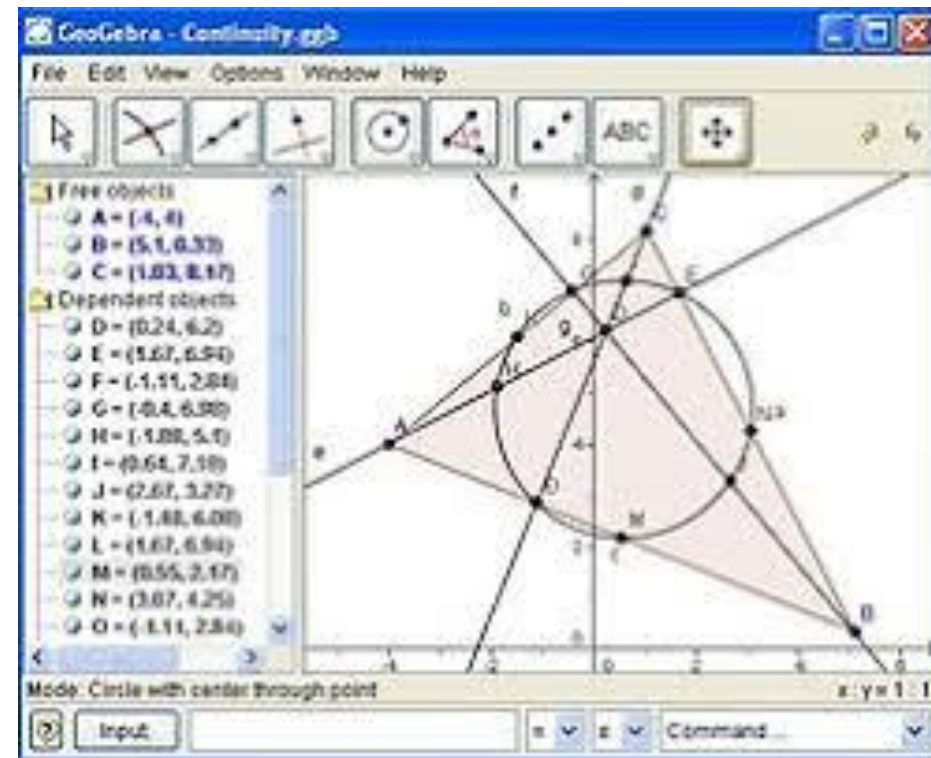 GeoGebra - Continuity.ggb
File Edit View Options Window Help
ABC
Free objects
A = (-4, 4)
B = (5.1, 0.33)
C = (1.03, 8.17)
Dependent objects
D = (0.24, 6.2)
E = (1.67, 6.94)
F = (-1.11, 2.84)
G = (-0.4, 6.98)
H = (-1.88, 5.1)
I = (0.64, 7.18)
J = (2.67, 3.27)
K = (-1.48, 6.08)
L = (1.67, 6.94)
M = (0.55, 2.17)
N = (3.07, 4.25)
O = (-1.11, 2.84)
f
g
C
E
b
D
A
e
M
c
B
Mode: Circle with center through point
x : y = 1 : 1
Input:
Command ...